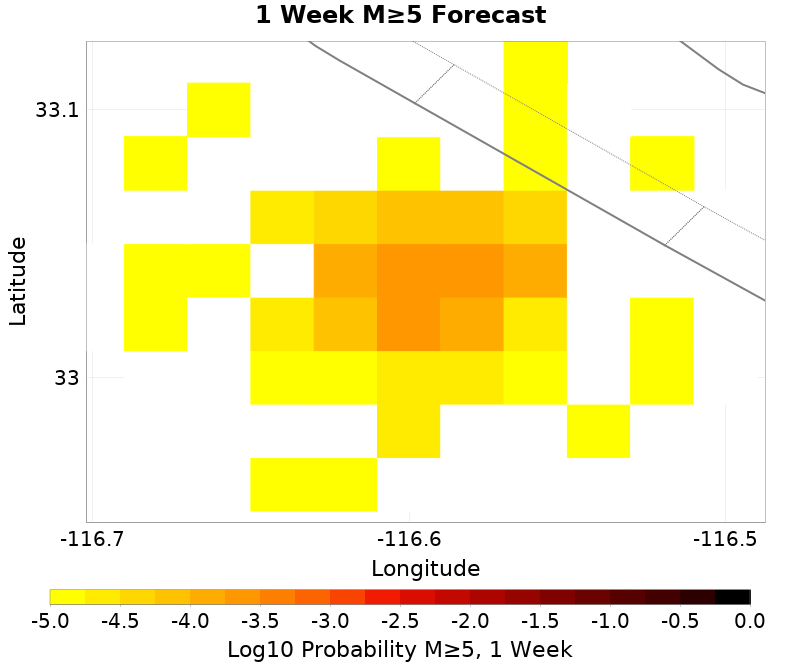 1 Week M≥5 Forecast
33.1
33
Latitude
-116.7 -116.6 -116.5
Longitude
-5.0 -4.5 -4.0 -3.5 -3.0 -2.5 -2.0 -1.5 -1.0 -0.5 0.0
Log10 Probability M≥5, 1 Week